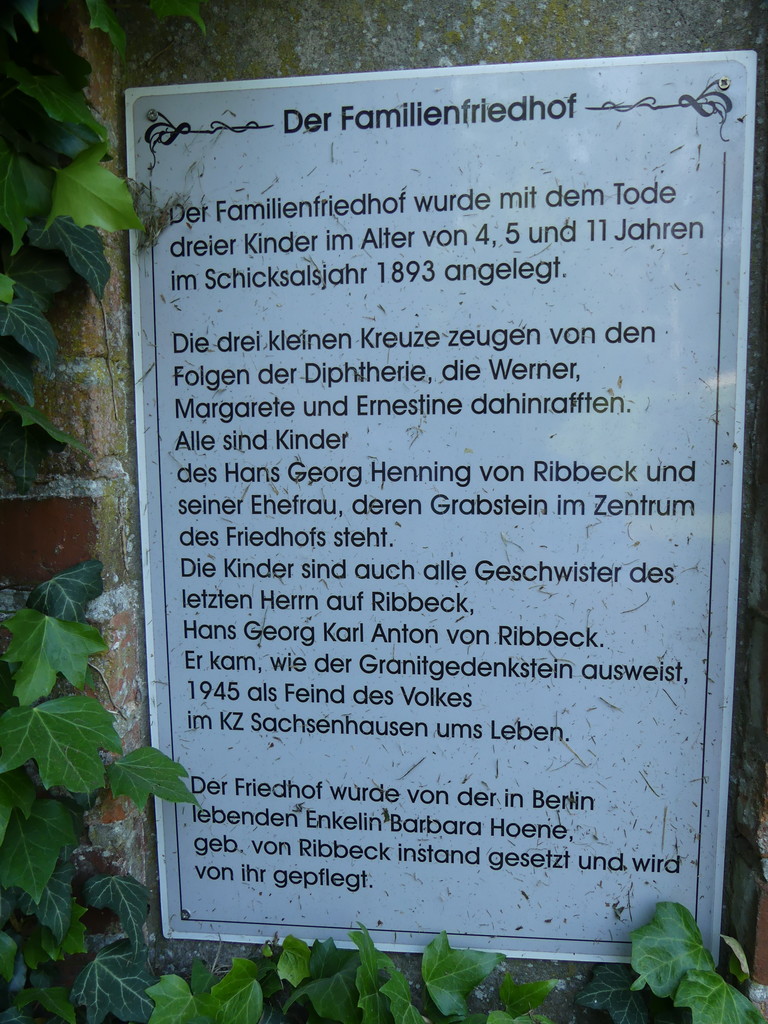 Der Familienfriedhof
Der Familienfriedhof wurde mit dem Tode
dreier Kinder im Alter von 4, 5 und 11 Jahren
im Schicksalsjahr 1893 angelegt.
Die drei kleinen Kreuze zeugen von den
Folgen der Diphtherie, die Werner,
Margarete und Ernestine dahinrafften.
Alle sind Kinder
des Hans Georg Henning von Ribbeck und
seiner Ehefrau, deren Grabstein im Zentrum
des Friedhofs steht.
Die Kinder sind auch alle Geschwister des
letzten Herrn auf Ribbeck,
Hans Georg Karl Anton von Ribbeck.
Er kam, wie der Granitgedenkstein ausweist,
1945 als Feind des Volkes
im KZ Sachsenhausen ums Leben.
Der Friedhof wurde von der in Berlin
lebenden Enkelin Barbara Hoene,
geb. von Ribbeck instand gesetzt und wird
von ihr gepflegt.